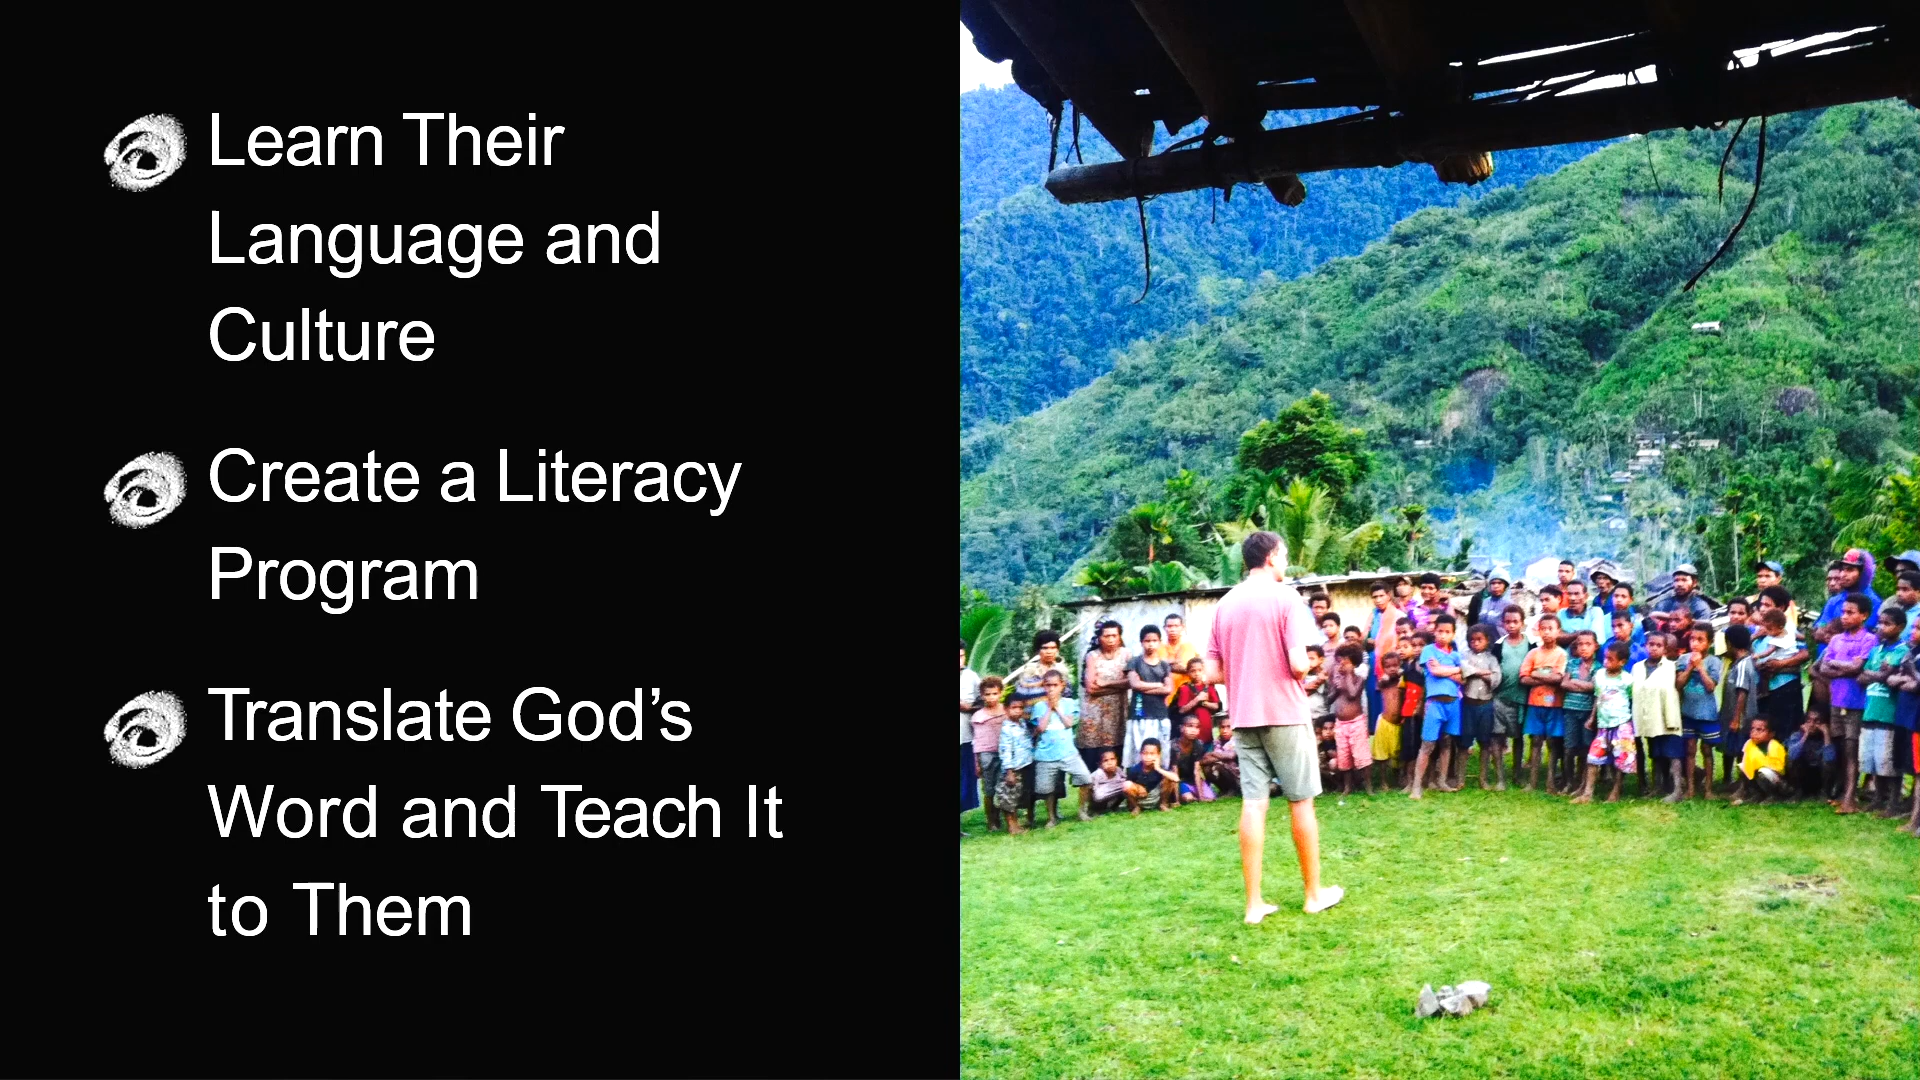 Learn Their
Language and
Culture
Create a Literacy
Program
Translate God’s
Word and Teach It
to Them